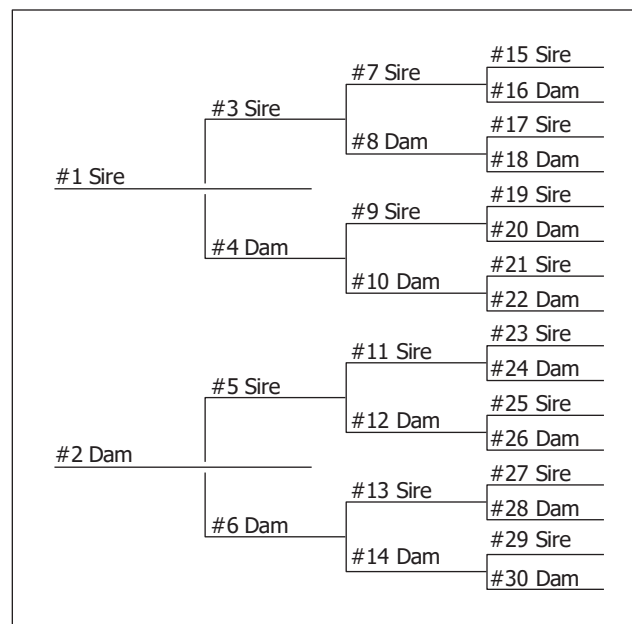 #15 Sire
#7 Sire
#16 Dam
#3 Sire
#17 Sire
#8 Dam
#18 Dam
#1 Sire
#19 Sire
#9 Sire
#20 Dam
#4 Dam
#21 Sire
#10 Dam
#22 Dam
#23 Sire
#11 Sire
#24 Dam
#5 Sire
#25 Sire
#12 Dam
#26 Dam
#2 Dam
#27 Sire
#13 Sire
#28 Dam
#6 Dam
#29 Sire
#14 Dam
#30 Dam